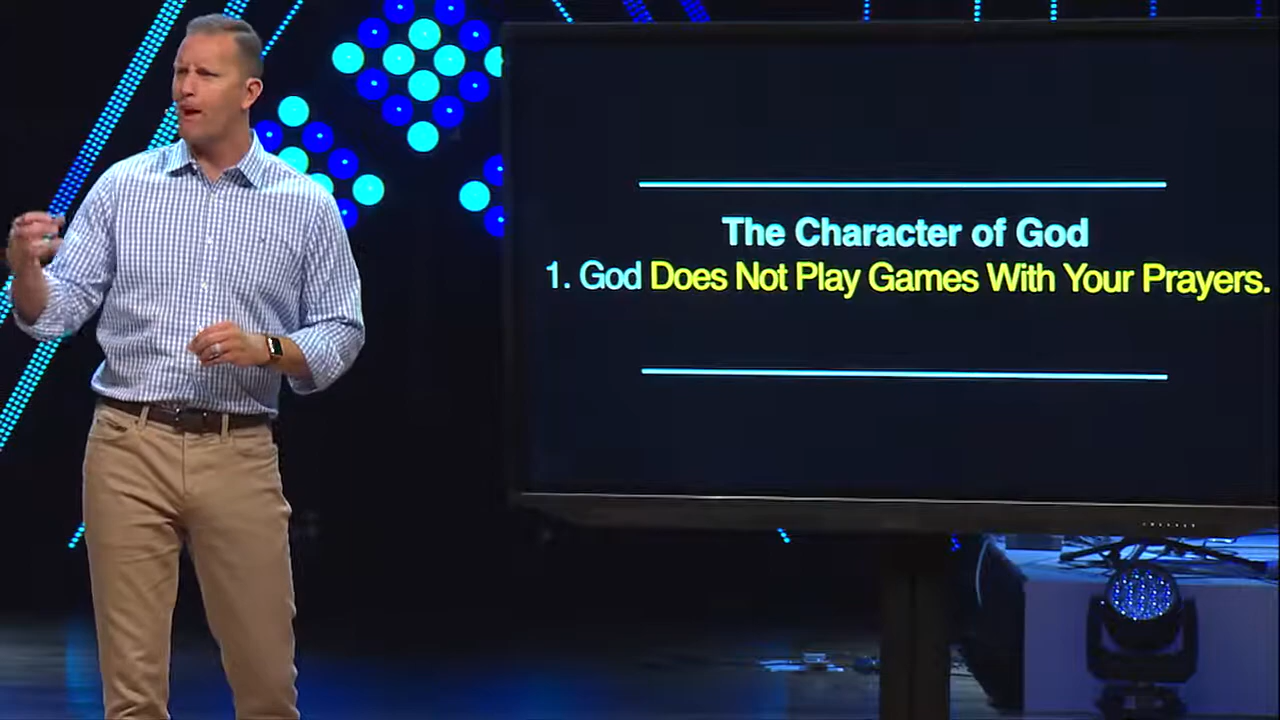 The Character of God
1. God Does Not Play Games With Your Prayers.